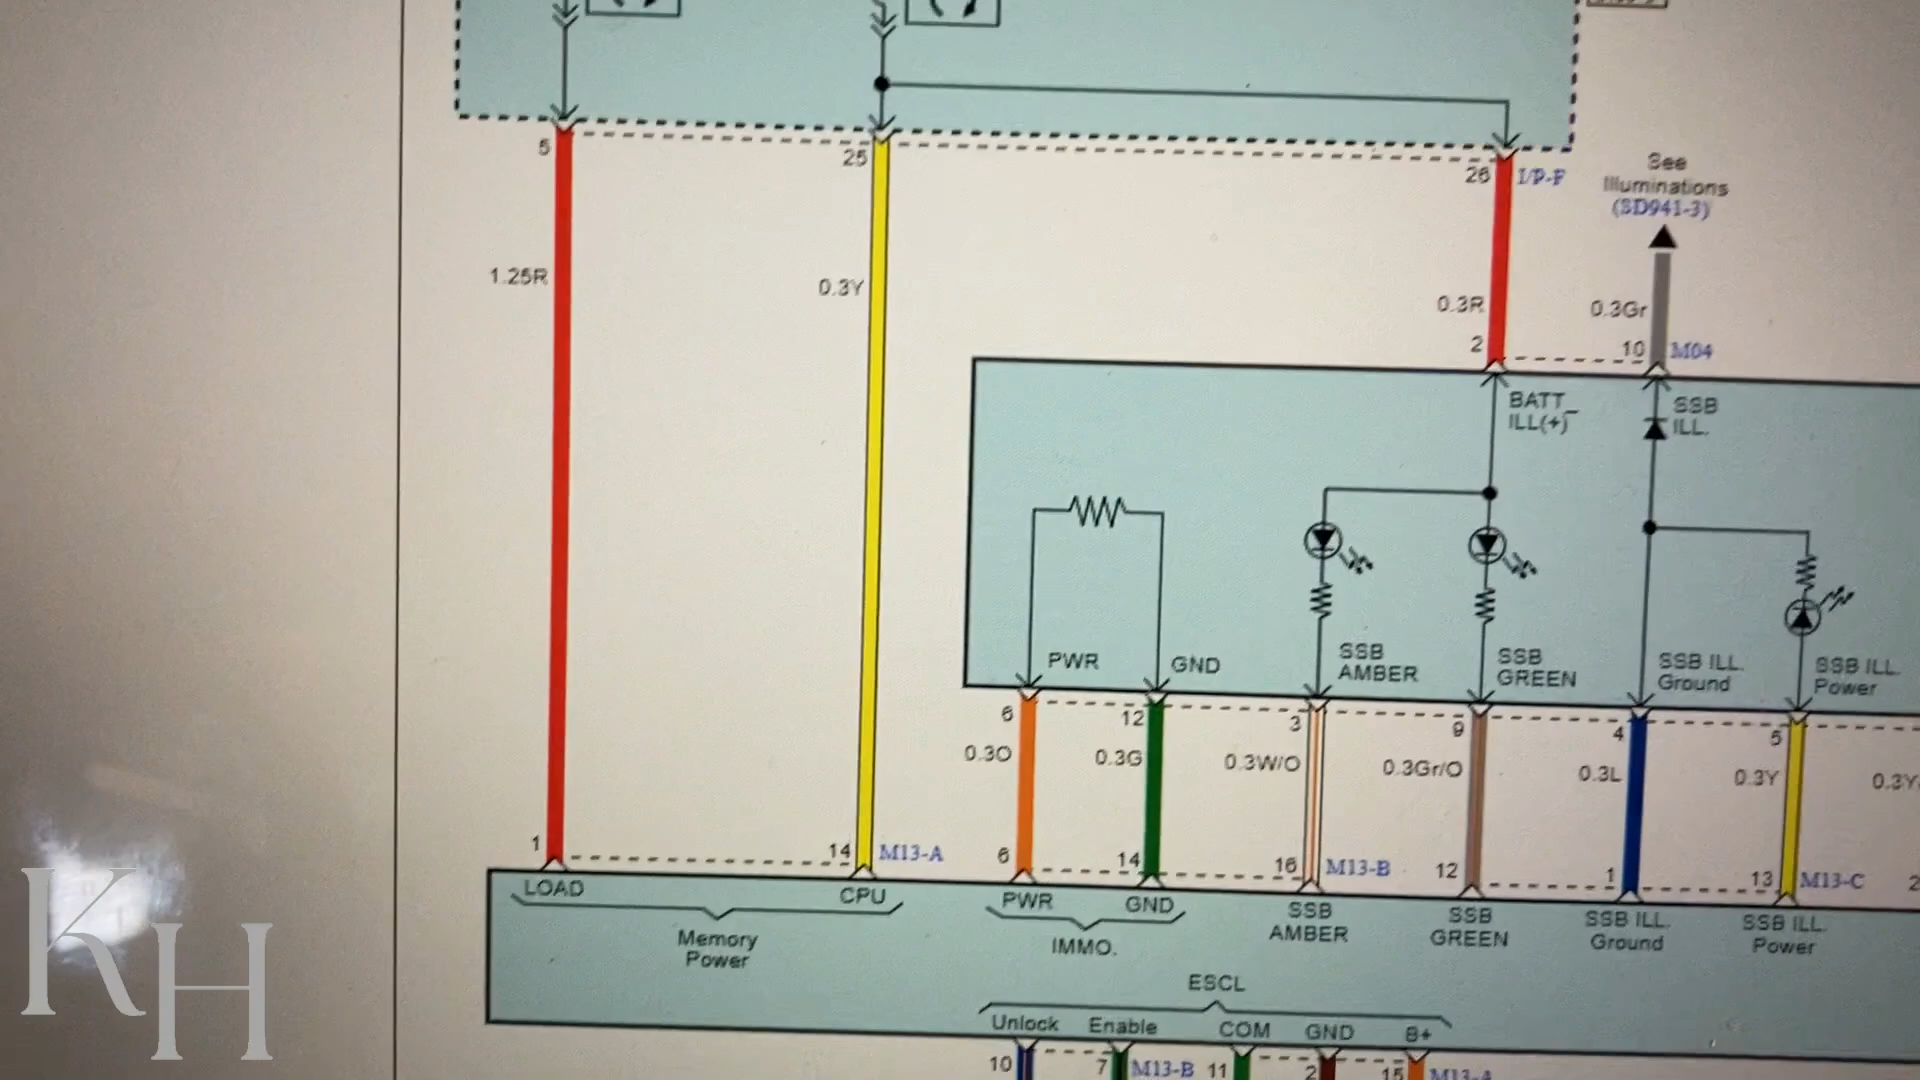 5
25
26 I/P-F
See
Illuminations
(SD941-3)
1.25R
0.3Y
0.3R
0.3Gr
2
10 M04
BATT_
ILL(+)
SSB
ILL.
PWR
GND
SSB
AMBER
SSB
GREEN
SSB ILL.
Ground
SSB ILL.
Power
6
12
3
9
4
5
0.3O
0.3G
0.3W/O
0.3Gr/O
0.3L
0.3Y
0.3Y
1
14 M13-A
6
14
16 M13-B
12
1
13 M13-C
2
LOAD
CPU
Memory
Power
PWR
GND
IMMO.
SSB
AMBER
SSB
GREEN
SSB ILL.
Ground
SSB ILL.
Power
ESCL
Unlock
Enable
COM
GND
B+
10
7 M13-B
11
2
15 M13-A
KH